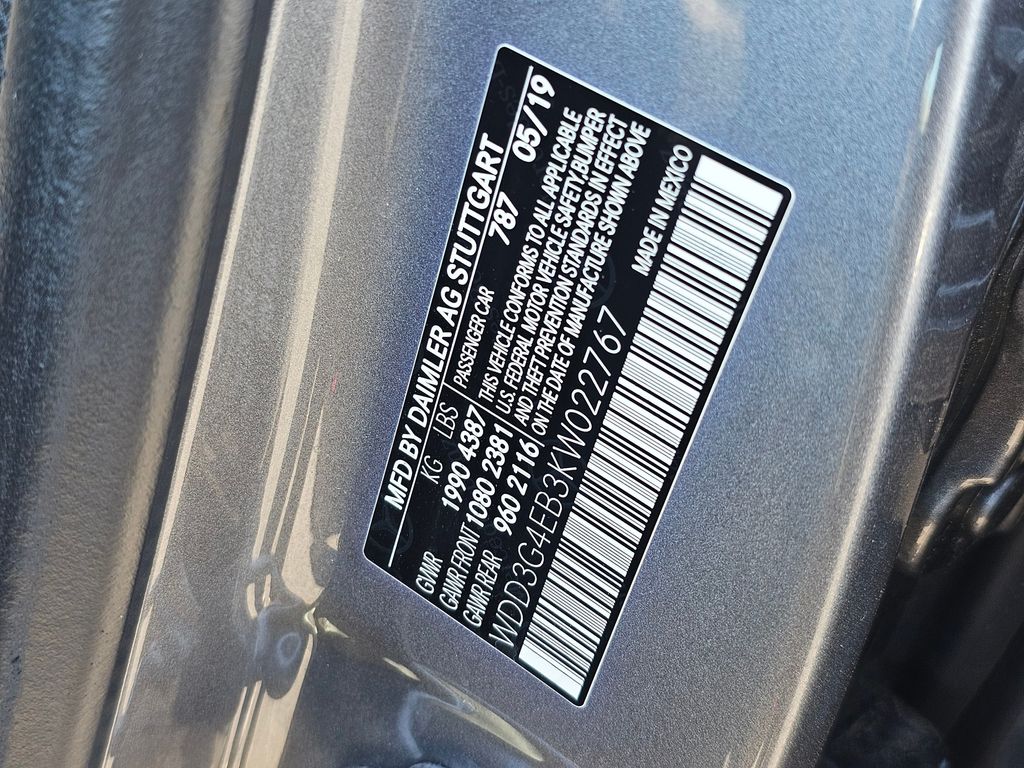 MFD BY DAIMLER AG STUTTGART
KG LBS
GVWR 1990 4387
GAWR FRONT 1080 2381
GAWR REAR 960 2116
PASSENGER CAR 787 05/19
THIS VEHICLE CONFORMS TO ALL APPLICABLE
U.S. FEDERAL MOTOR VEHICLE SAFETY,BUMPER
AND THEFT PREVENTION STANDARDS IN EFFECT
ON THE DATE OF MANUFACTURE SHOWN ABOVE
WDD3G4EB3KW022767
MADE IN MEXICO